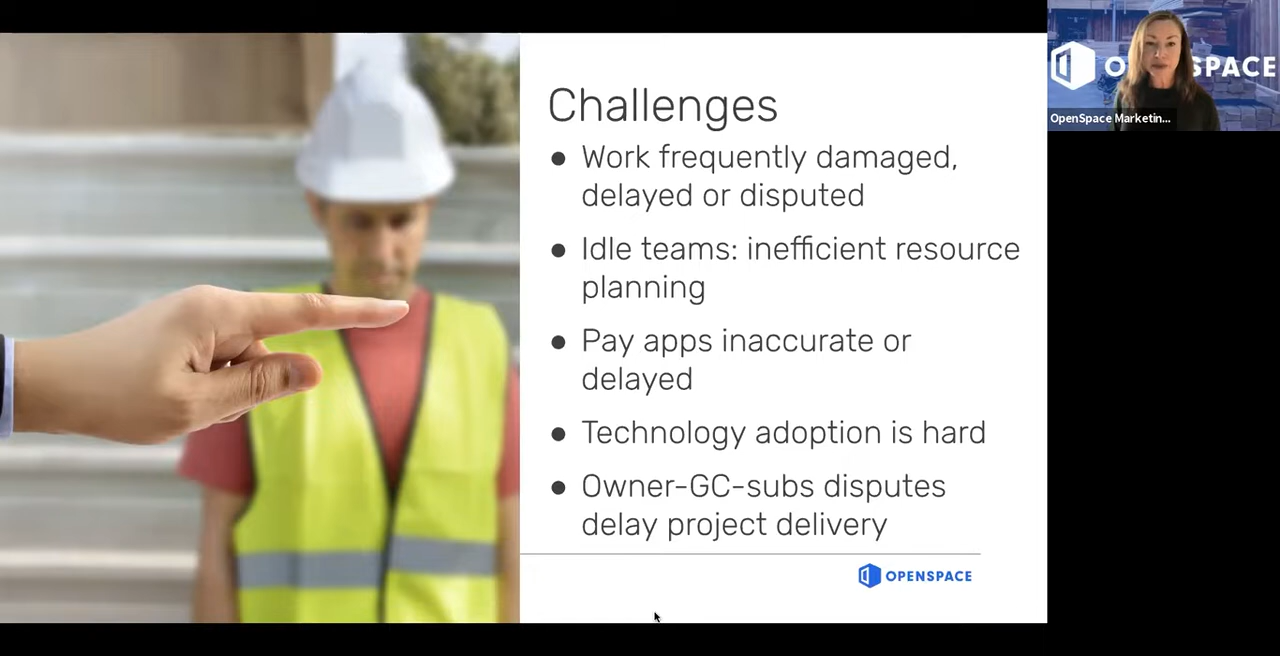 Challenges
● Work frequently damaged,
delayed or disputed
● Idle teams: inefficient resource
planning
● Pay apps inaccurate or
delayed
● Technology adoption is hard
● Owner-GC-subs disputes
delay project delivery
OPENSPACE
O SPACE
OpenSpace Marketin...